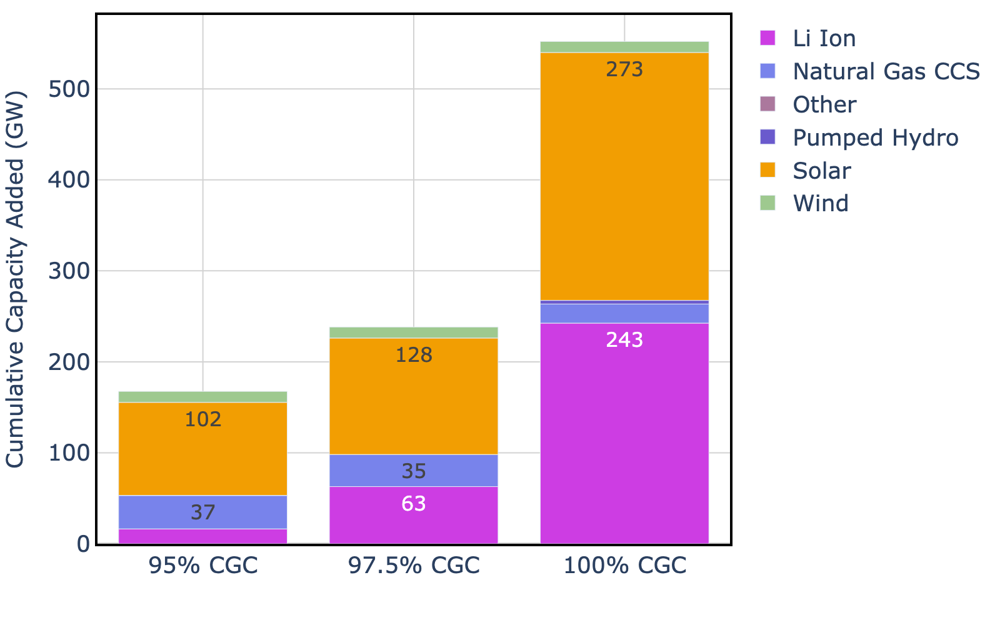 Cumulative Capacity Added (GW)
500
400
300
200
100
0
102
37
128
35
63
273
243
95% CGC
97.5% CGC
100% CGC
Li Ion
Natural Gas CCS
Other
Pumped Hydro
Solar
Wind